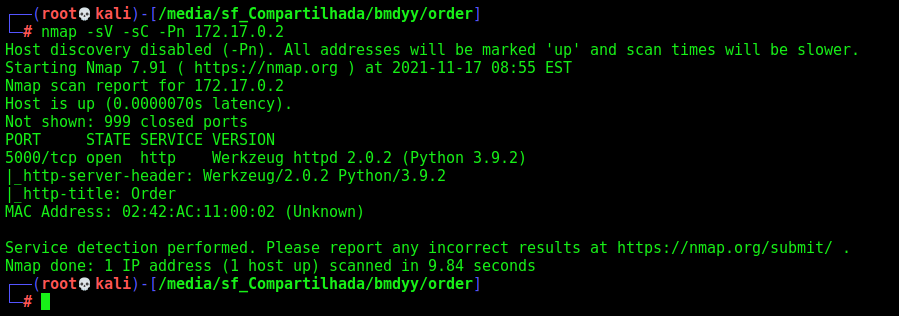 ┌──(root💀kali)-[/media/sf_Compartilhada/bmdyy/order]
└─# nmap -sV -sC -Pn 172.17.0.2
Host discovery disabled (-Pn). All addresses will be marked 'up' and scan times will be slower.
Starting Nmap 7.91 ( https://nmap.org ) at 2021-11-17 08:55 EST
Nmap scan report for 172.17.0.2
Host is up (0.0000070s latency).
Not shown: 999 closed ports
PORT     STATE SERVICE VERSION
5000/tcp open  http    Werkzeug httpd 2.0.2 (Python 3.9.2)
|_http-server-header: Werkzeug/2.0.2 Python/3.9.2
|_http-title: Order
MAC Address: 02:42:AC:11:00:02 (Unknown)

Service detection performed. Please report any incorrect results at https://nmap.org/submit/ .
Nmap done: 1 IP address (1 host up) scanned in 9.84 seconds
┌──(root💀kali)-[/media/sf_Compartilhada/bmdyy/order]
└─#